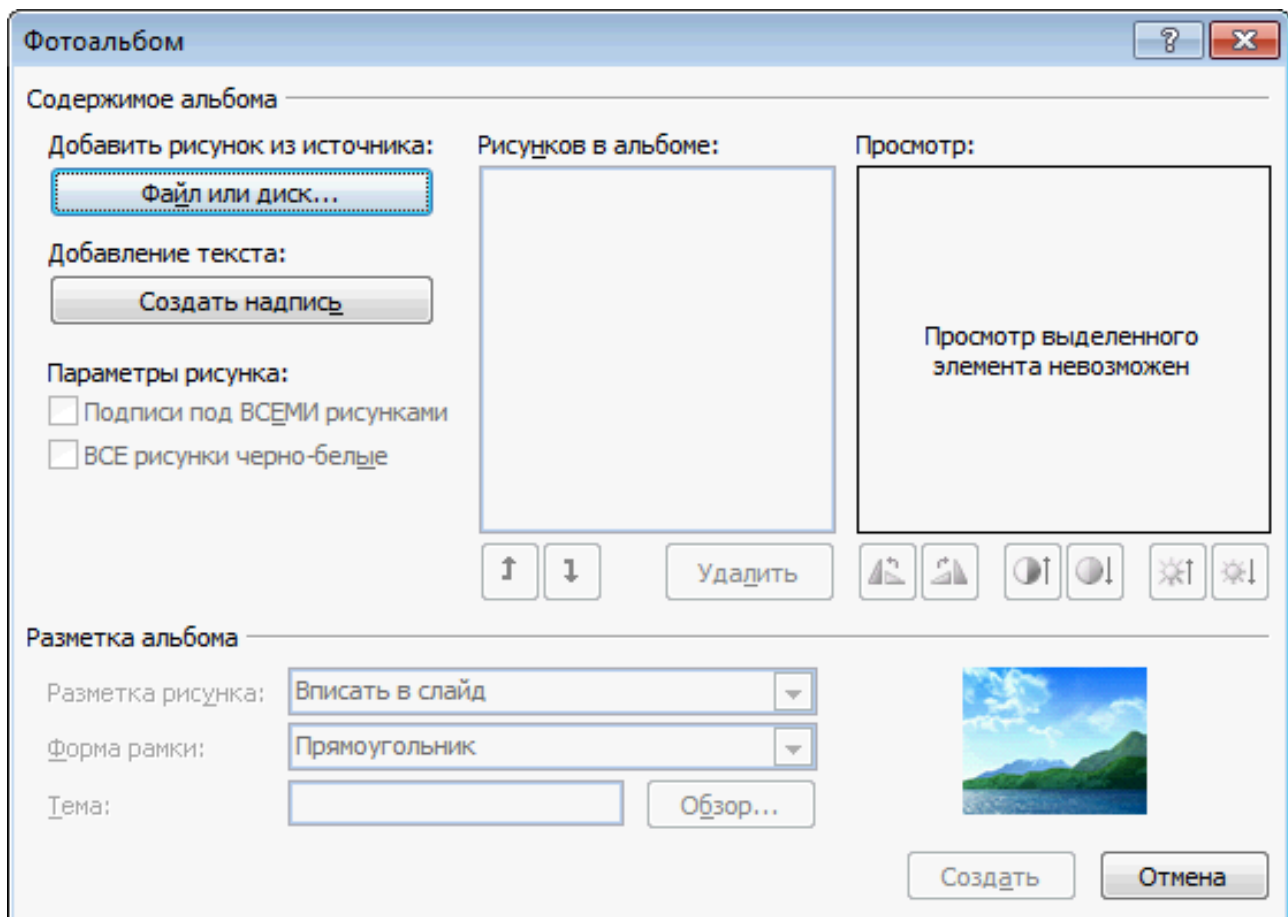 Фотоальбом
Содержимое альбома
Добавить рисунок из источника:
Файл или диск...
Добавление текста:
Создать надпись
Параметры рисунка:
Подписи под ВСЕМИ рисунками
ВСЕ рисунки черно-белые
Рисунков в альбоме:
Удалить
Просмотр:
Просмотр выделенного
элемента невозможен
Разметка альбома
Разметка рисунка:
Вписать в слайд
Форма рамки:
Прямоугольник
Тема:
Обзор...
Создать
Отмена